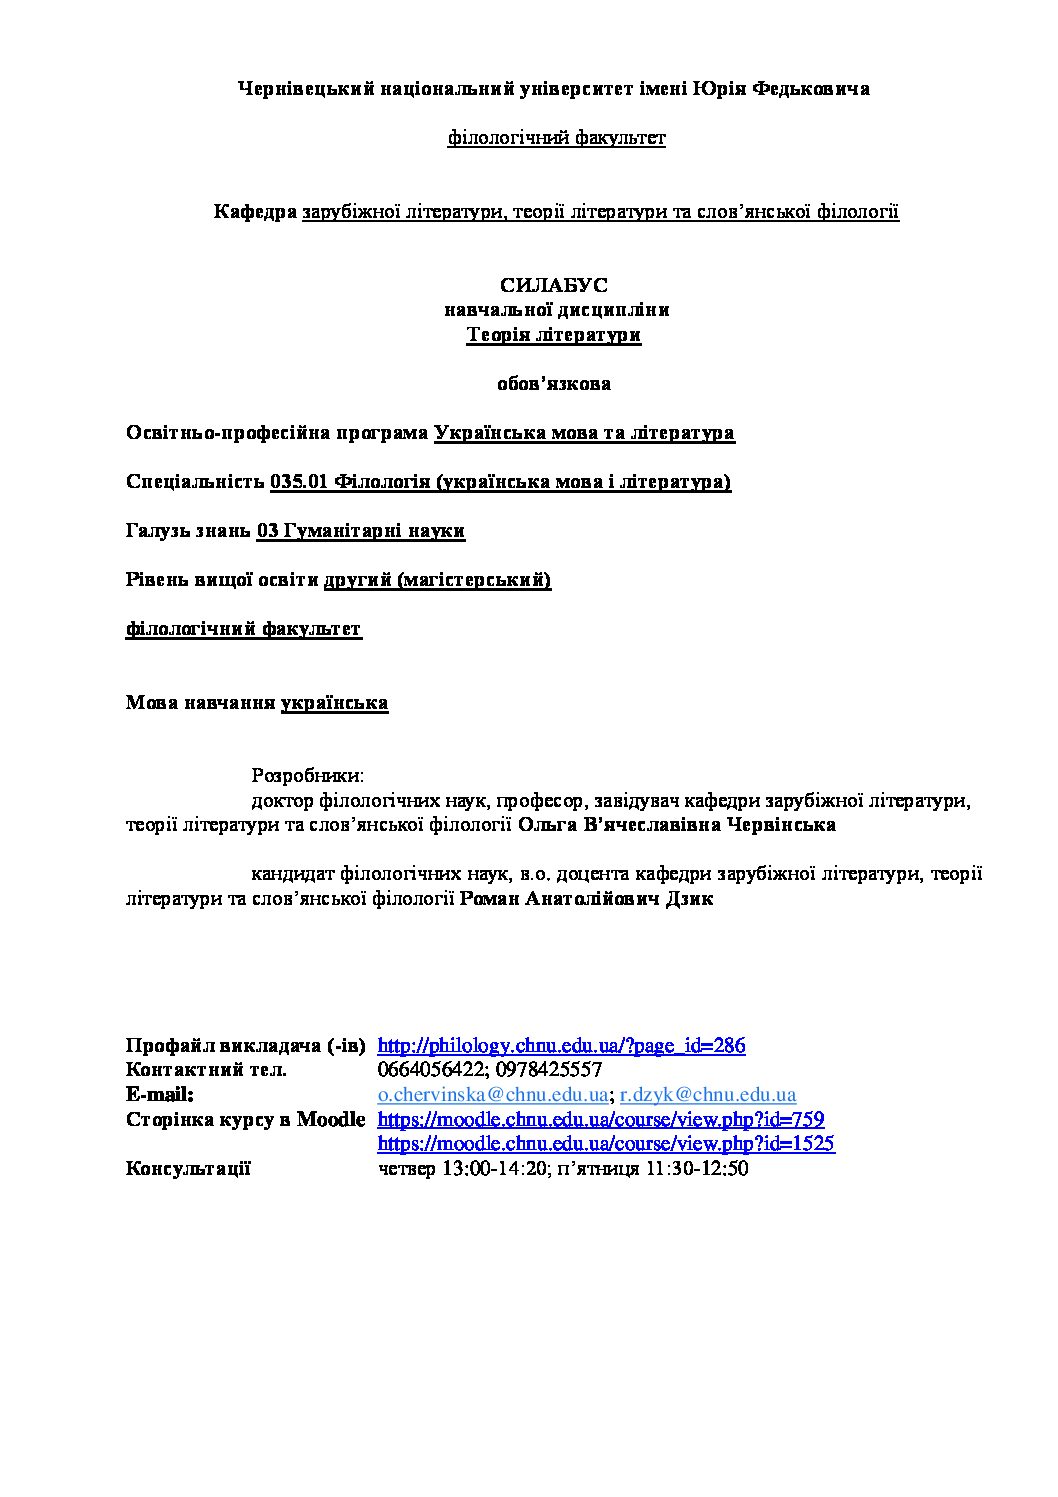 Чернівецький національний університет імені Юрія Федьковича
філологічний факультет
Кафедра зарубіжної літератури, теорії літератури та слов’янської філології
СИЛАБУС
навчальної дисципліни
Теорія літератури
обов’язкова
Освітньо-професійна програма Українська мова та література
Спеціальність 035.01 Філологія (українська мова і література)
Галузь знань 03 Гуманітарні науки
Рівень вищої освіти другий (магістерський)
філологічний факультет
Мова навчання українська
Розробники:
доктор філологічних наук, професор, завідувач кафедри зарубіжної літератури,
теорії літератури та слов’янської філології Ольга В’ячеславівна Червінська
кандидат філологічних наук, в.о. доцента кафедри зарубіжної літератури, теорії
літератури та слов’янської філології Роман Анатолійович Дзик
Профайл викладача (-ів) http://philology.chnu.edu.ua/?page_id=286
Контактний тел. 0664056422; 0978425557
E-mail: o.chervinska@chnu.edu.ua; r.dzyk@chnu.edu.ua
Сторінка курсу в Moodle https://moodle.chnu.edu.ua/course/view.php?id=759
https://moodle.chnu.edu.ua/course/view.php?id=1525
Консультації четвер 13:00-14:20; п’ятниця 11:30-12:50